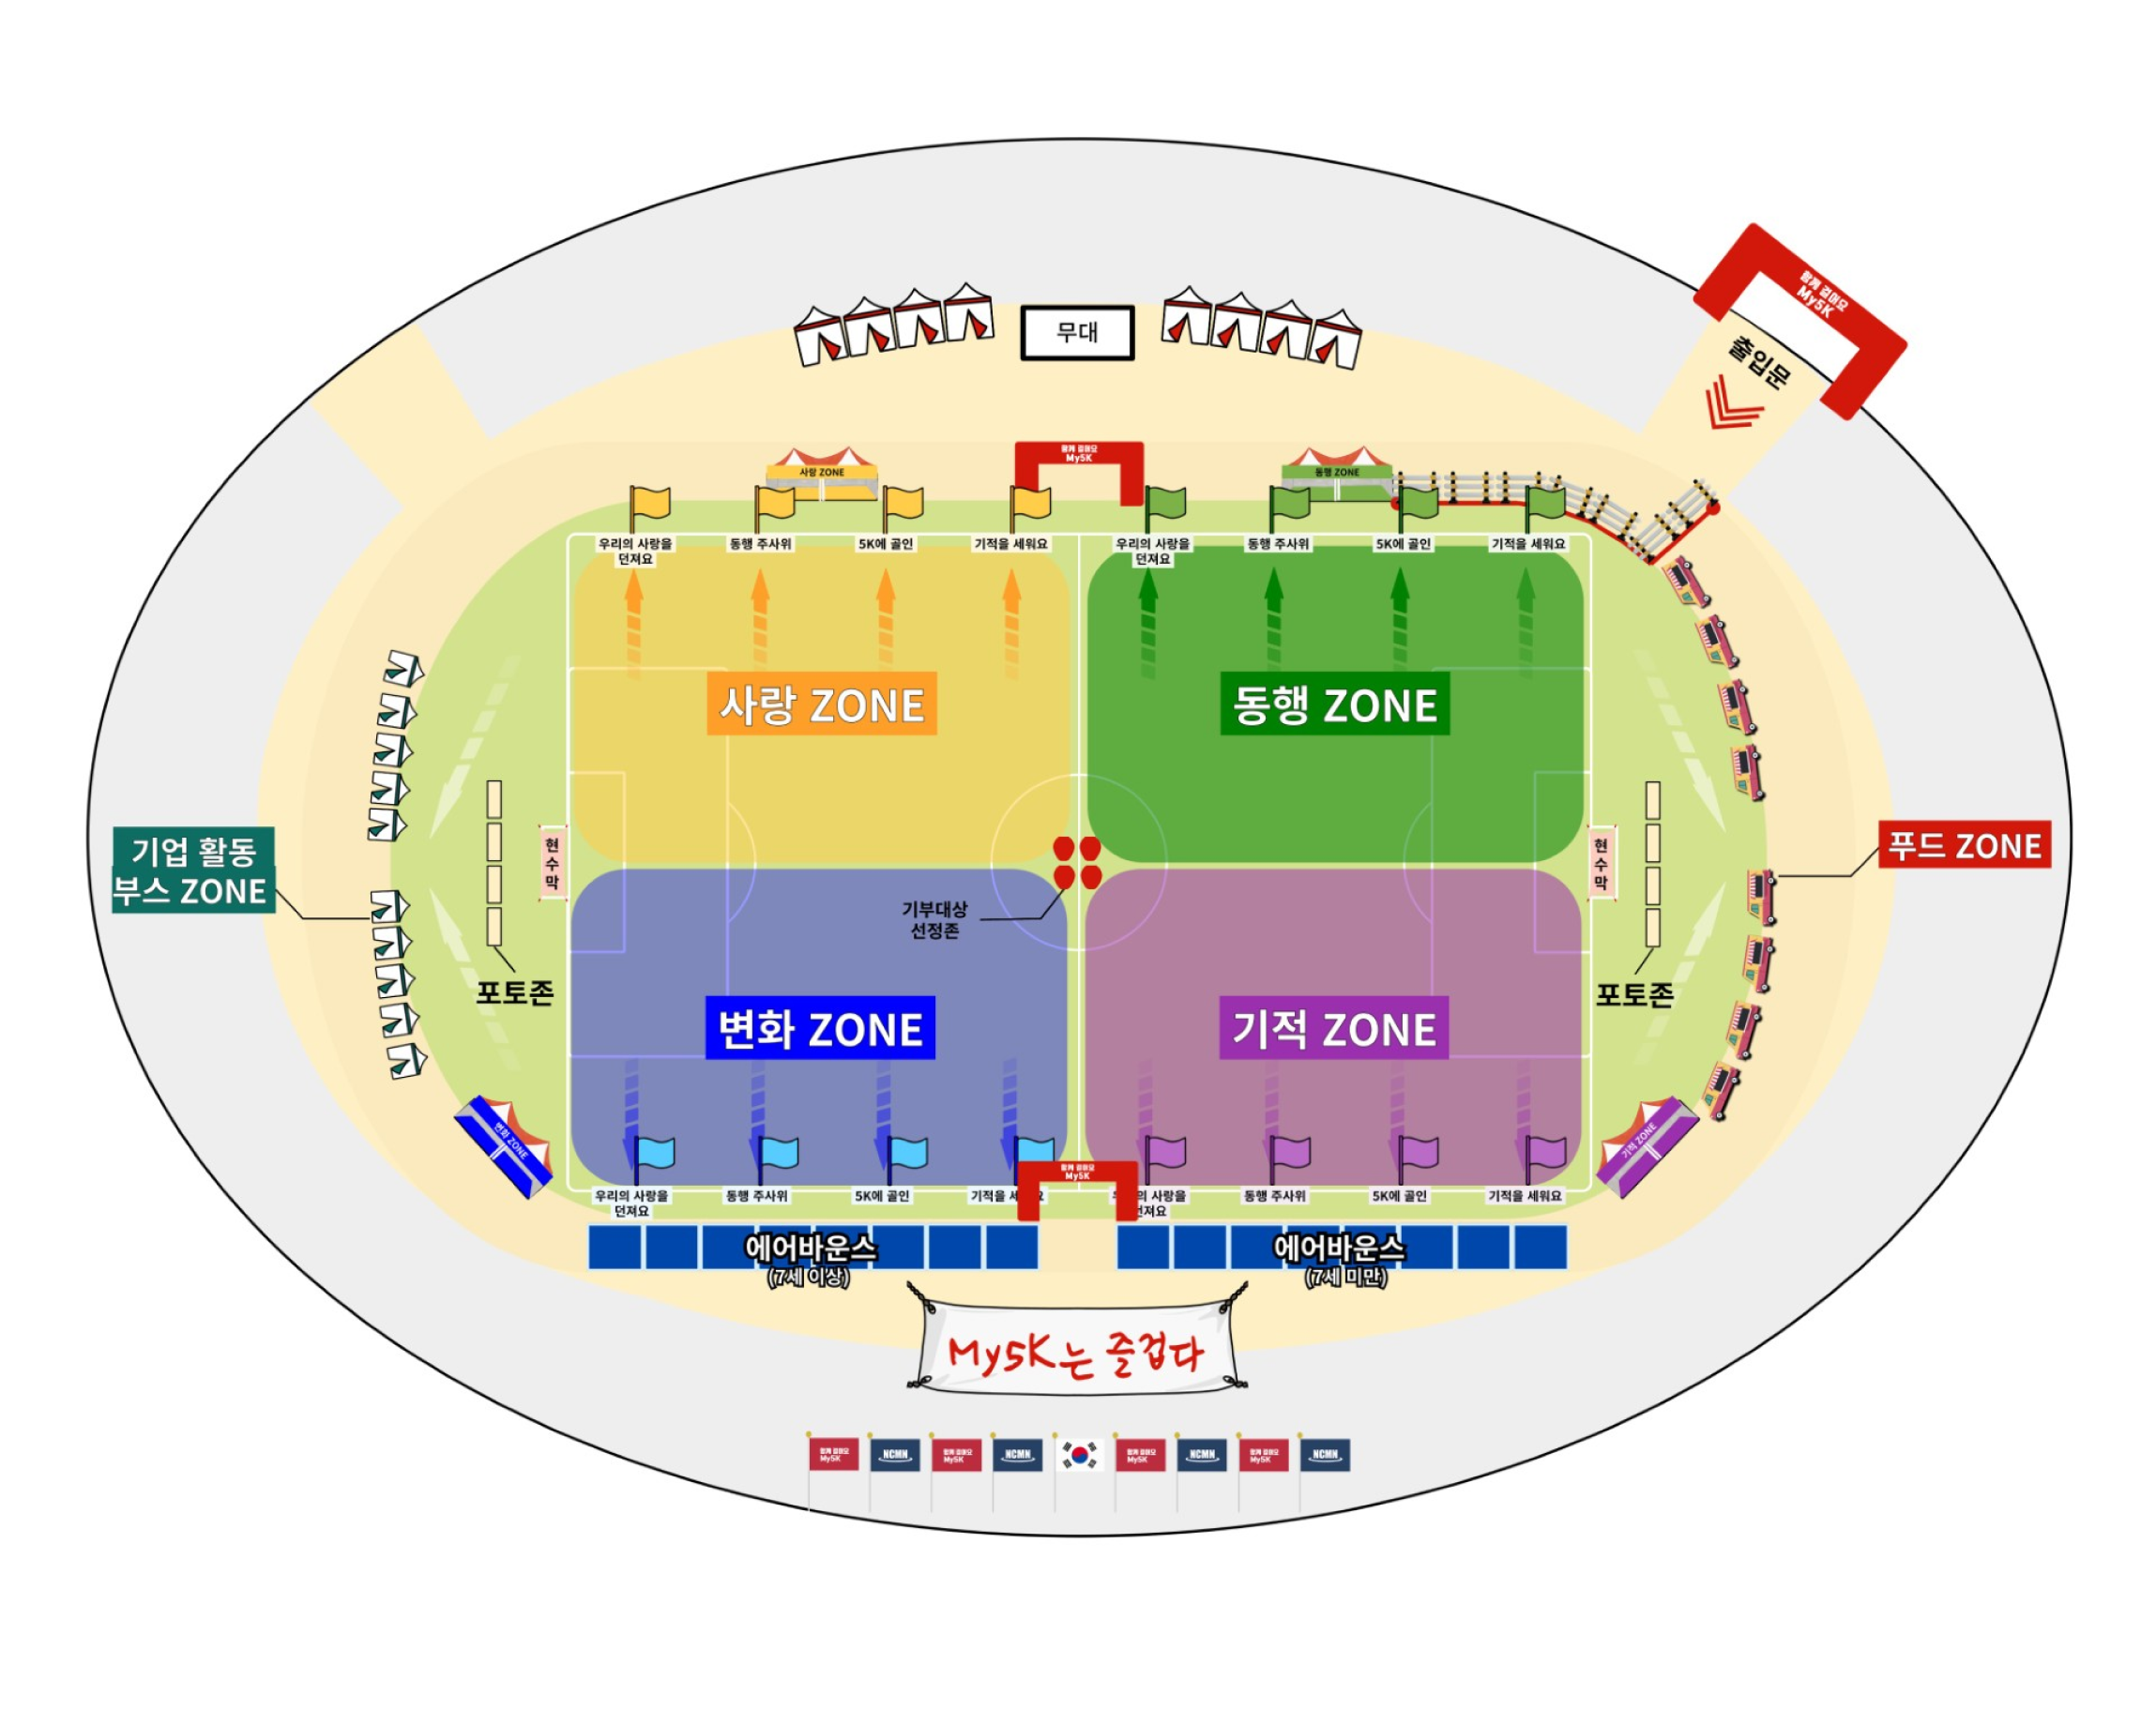 함께 걸어요
My5K
출입문
무대
사랑 ZONE
함께 걸어요
My5K
동행 ZONE
우리의 사랑을
던져요
동행 주사위
5K에 골인
기적을 세워요
우리의 사랑을
던져요
동행 주사위
5K에 골인
기적을 세워요
사랑 ZONE
동행 ZONE
기업 활동
부스 ZONE
현
수
막
현
수
막
푸드 ZONE
기부대상
선정존
포토존
포토존
변화 ZONE
기적 ZONE
변화 ZONE
기적 ZONE
함께 걸어요
My5K
우리의 사랑을
던져요
동행 주사위
5K에 골인
기적을 세
요
사랑을
던져요
동행 주사위
5K에 골인
기적을 세워요
에어바운스
(7세 이상)
에어바운스
(7세 미만)
My5K는 즐겁다
함께 걸어요
My5K
NCMN
함께 걸어요
My5K
NCMN
함께 걸어요
My5K
NCMN
함께 걸어요
My5K
NCMN